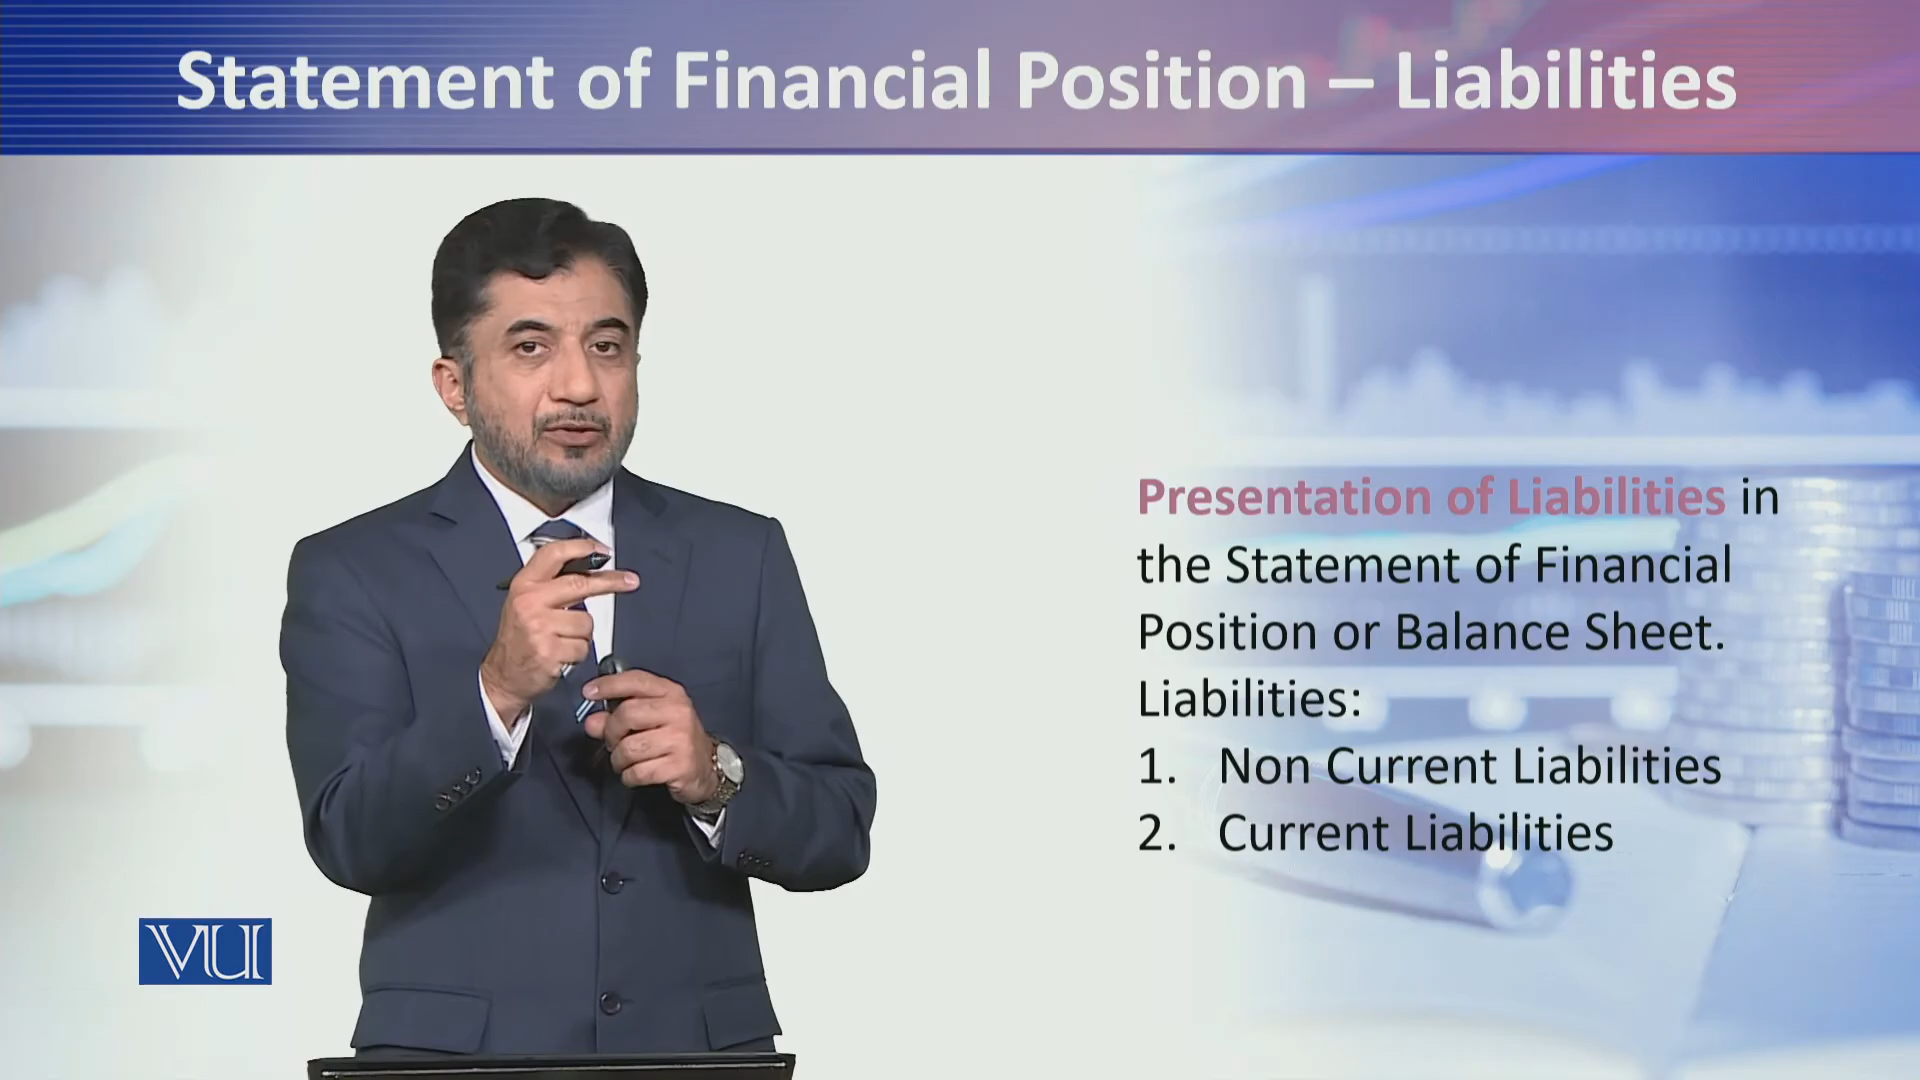 Statement of Financial Position – Liabilities
Presentation of Liabilities in
the Statement of Financial
Position or Balance Sheet.
Liabilities:
1. Non Current Liabilities
2. Current Liabilities
VU